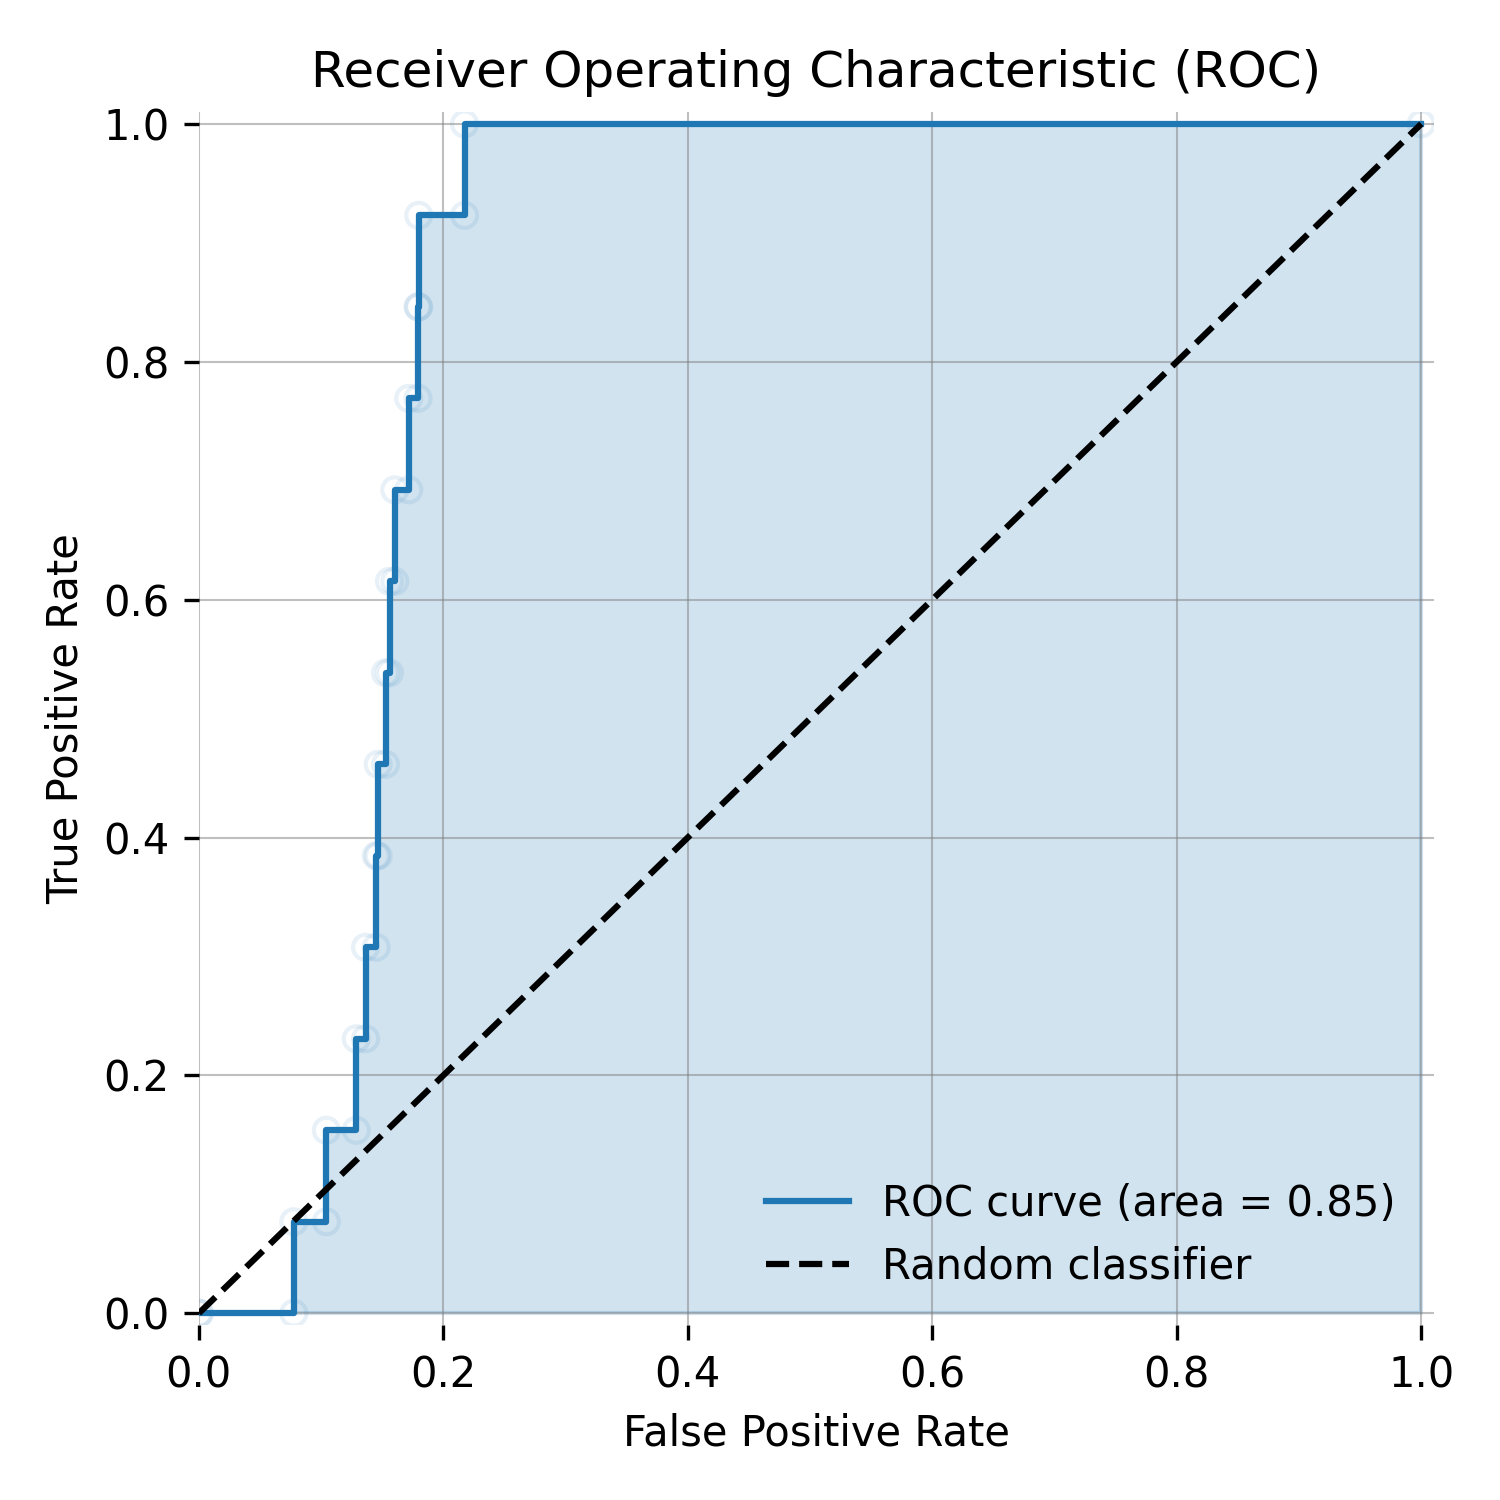 Receiver Operating Characteristic (ROC)
1.0
0.8
0.6
0.4
0.2
0.0
True Positive Rate
ROC curve (area = 0.85)
Random classifier
0.0 0.2 0.4 0.6 0.8 1.0
False Positive Rate